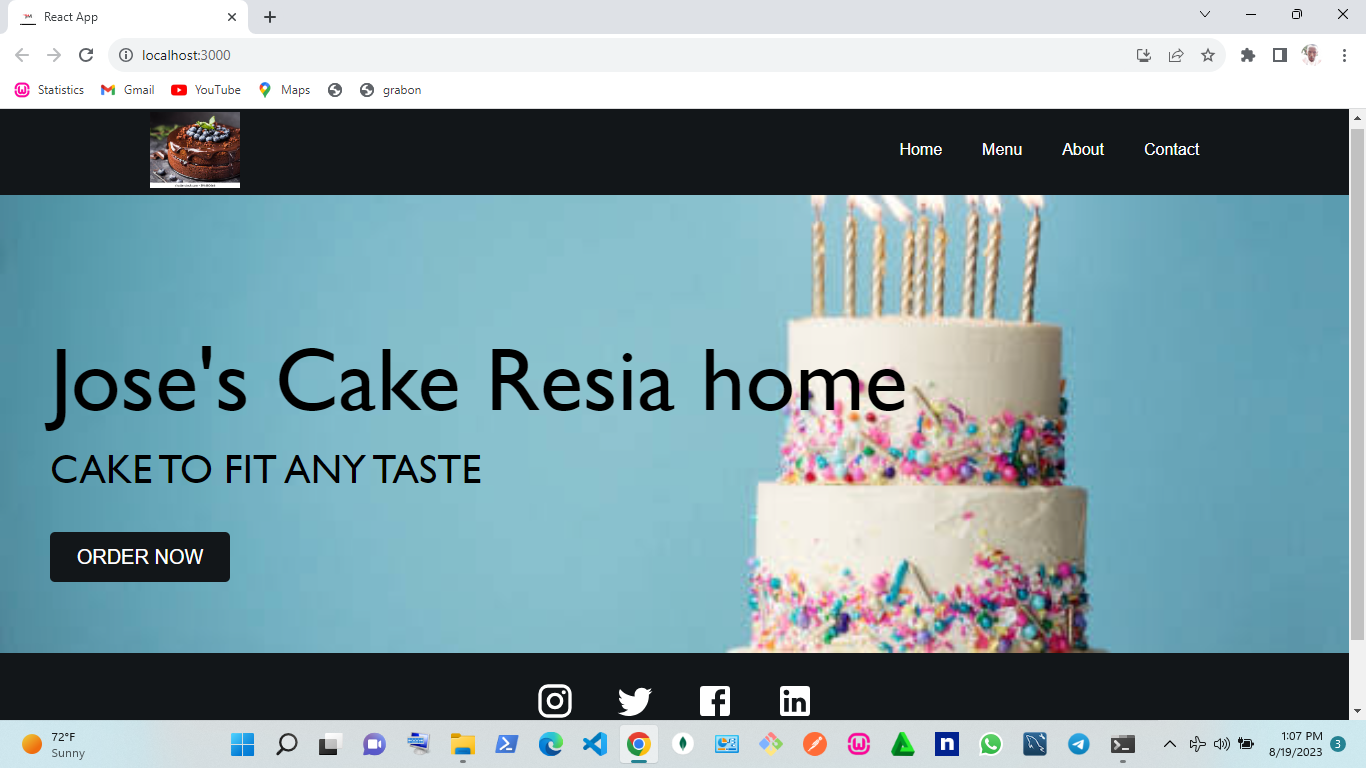 React App
localhost:3000
Statistics Gmail YouTube Maps grabon
Home Menu About Contact
Jose's Cake Resia home
CAKE TO FIT ANY TASTE
ORDER NOW
72°F
Sunny
1:07 PM
8/19/2023
3